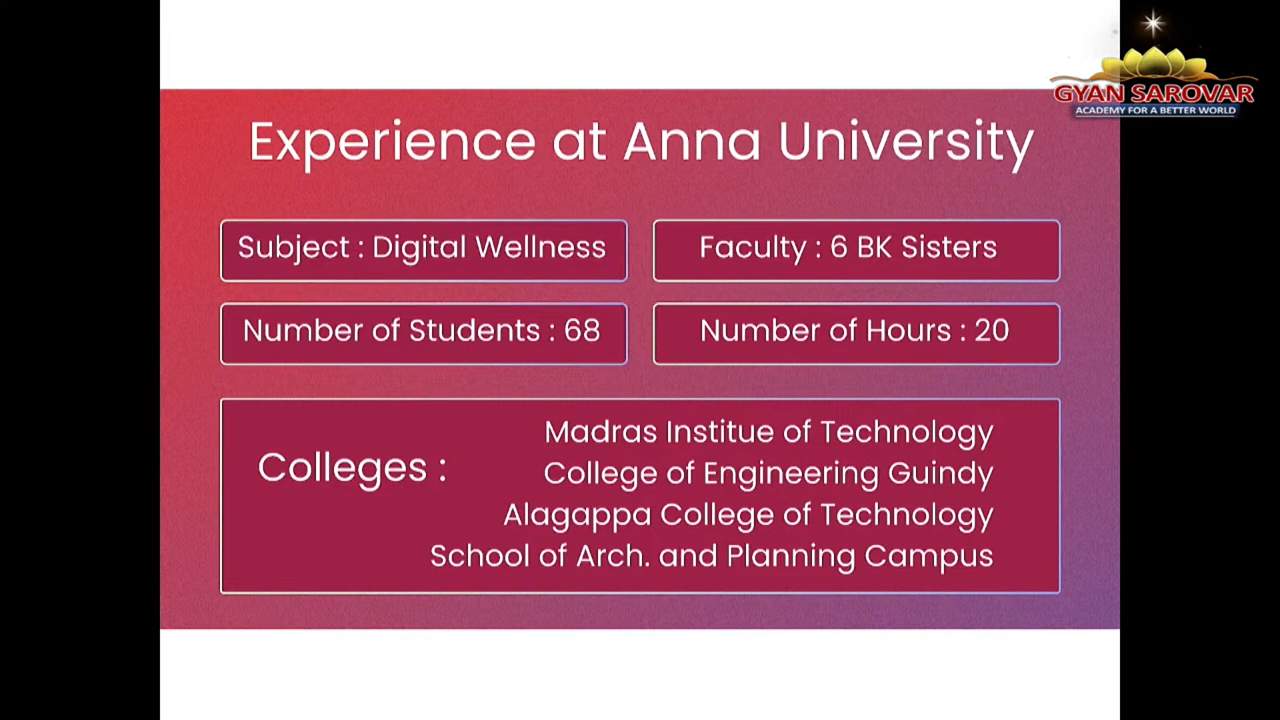 GYAN SAROVAR
ACADEMY FOR A BETTER WORLD
Experience at Anna University
Subject : Digital Wellness
Faculty : 6 BK Sisters
Number of Students : 68
Number of Hours : 20
Colleges :
Madras Institue of Technology
College of Engineering Guindy
Alagappa College of Technology
School of Arch. and Planning Campus